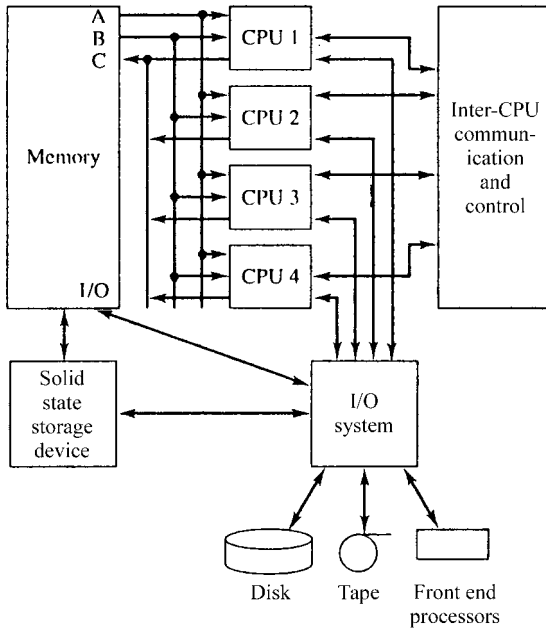 A
B
C
Memory
I/O
CPU 1
CPU 2
CPU 3
CPU 4
Inter-CPU
commun-
ication
and
control
Solid
state
storage
device
I/O
system
Disk
Tape
Front end
processors